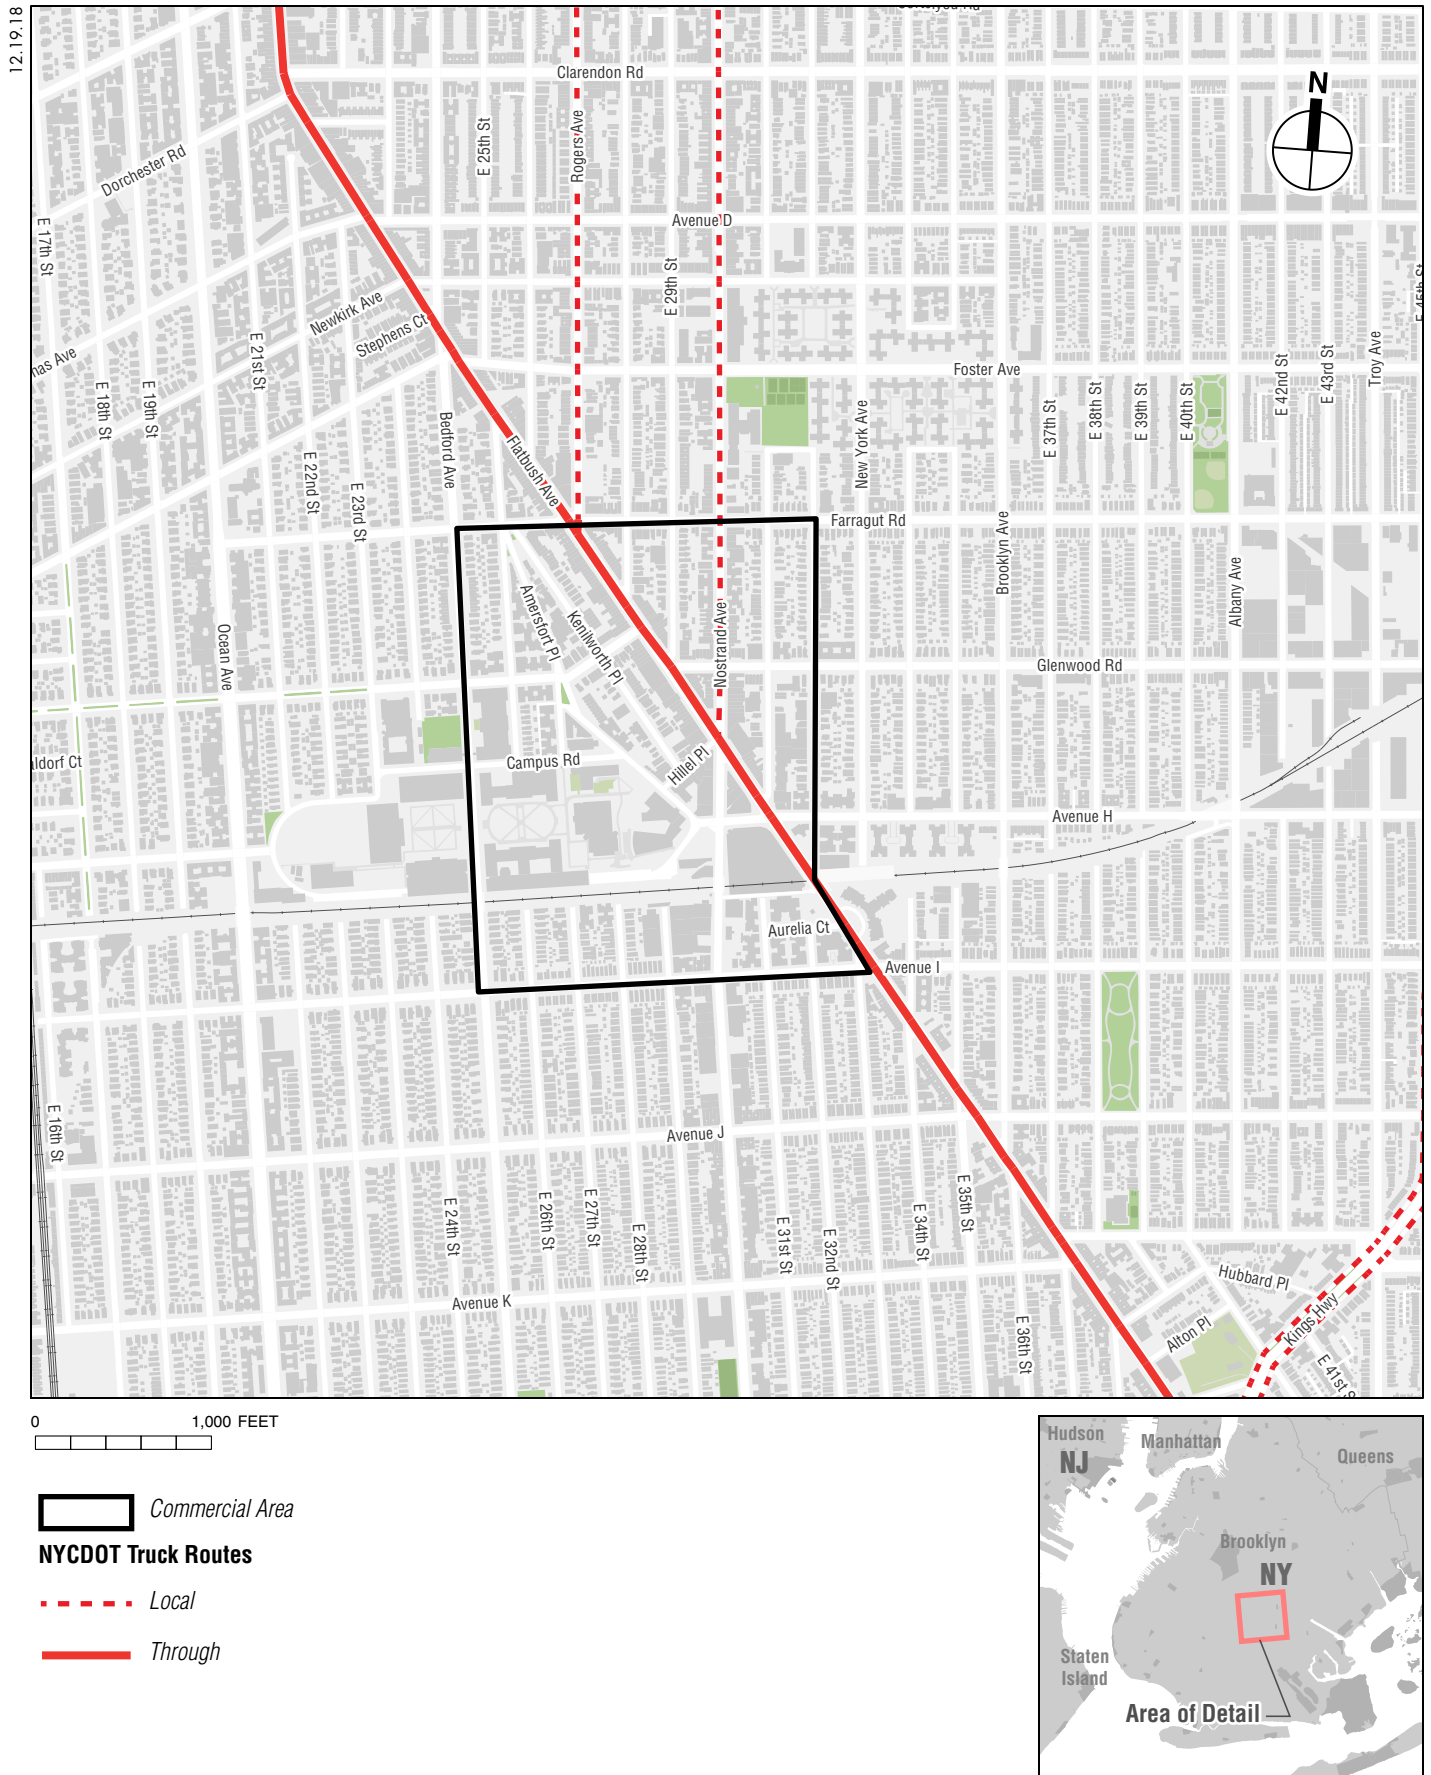 12.19.18
Clarendon Rd
N
E 25th St
Rogers Ave
Dorchester Rd
Avenue D
E 17th St
E 29th St
Newkirk Ave
Stephens Ct
E 21st St
E 18th St
E 19th St
Foster Ave
E 42nd St
E 43rd St
Troy Ave
E 45th St
E 37th St
E 38th St
E 39th St
E 40th St
New York Ave
Bedford Ave
Flatbush Ave
E 22nd St
E 23rd St
Farragut Rd
Brooklyn Ave
Albany Ave
Amersfort Pl
Kenilworth Pl
Nostrand Ave
Ocean Ave
Glenwood Rd
Campus Rd
Hillel Pl
aldorf Ct
Avenue H
Aurelia Ct
Avenue I
E 16th St
Avenue J
E 24th St
E 26th St
E 27th St
E 28th St
E 31st St
E 32nd St
E 34th St
E 35th St
Hubbard Pl
Avenue K
E 36th St
Alton Pl
Kings Hwy
E 41st S
0 1,000 FEET
Commercial Area
NYCDOT Truck Routes
Local
Through
Hudson
NJ
Manhattan
Queens
Brooklyn
NY
Staten
Island
Area of Detail